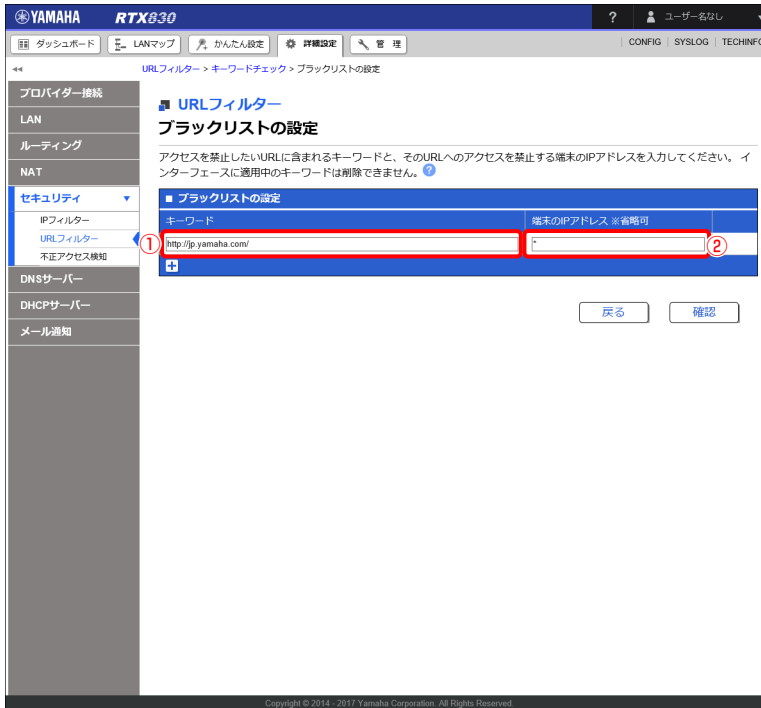 YAMAHA RTX830 ? ユーザー名なし
ダッシュボード LANマップ かんたん設定 詳細設定 管理 CONFIG SYSLOG TECHINFO
URLフィルター > キーワードチェック > ブラックリストの設定
プロバイダー接続
LAN
ルーティング
NAT
セキュリティ
IPフィルター
URLフィルター
不正アクセス検知
DNSサーバー
DHCPサーバー
メール通知
URLフィルター
ブラックリストの設定
アクセスを禁止したいURLに含まれるキーワードと、そのURLへのアクセスを禁止する端末のIPアドレスを入力してください。 イ
ンターフェースに適用中のキーワードは削除できません。 ?
■ ブラックリストの設定
キーワード 端末のIPアドレス ※省略可
① http://jp.yamaha.com/ * ②
+
戻る 確認
Copyright © 2014 - 2017 Yamaha Corporation. All Rights Reserved.